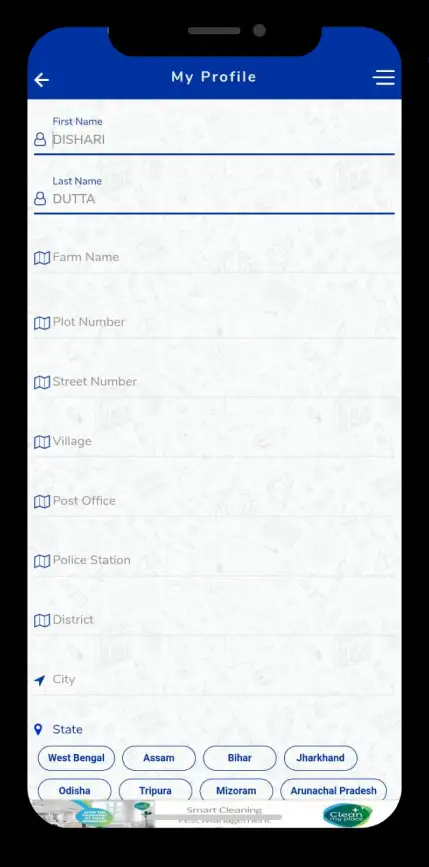 My Profile
First Name
DISHARI
Last Name
DUTTA
Farm Name
Plot Number
Street Number
Village
Post Office
Police Station
District
City
State
West Bengal Assam Bihar Jharkhand
Odisha Tripura Mizoram Arunachal Pradesh
Smart Cleaning
Pest Management
Clean
my place